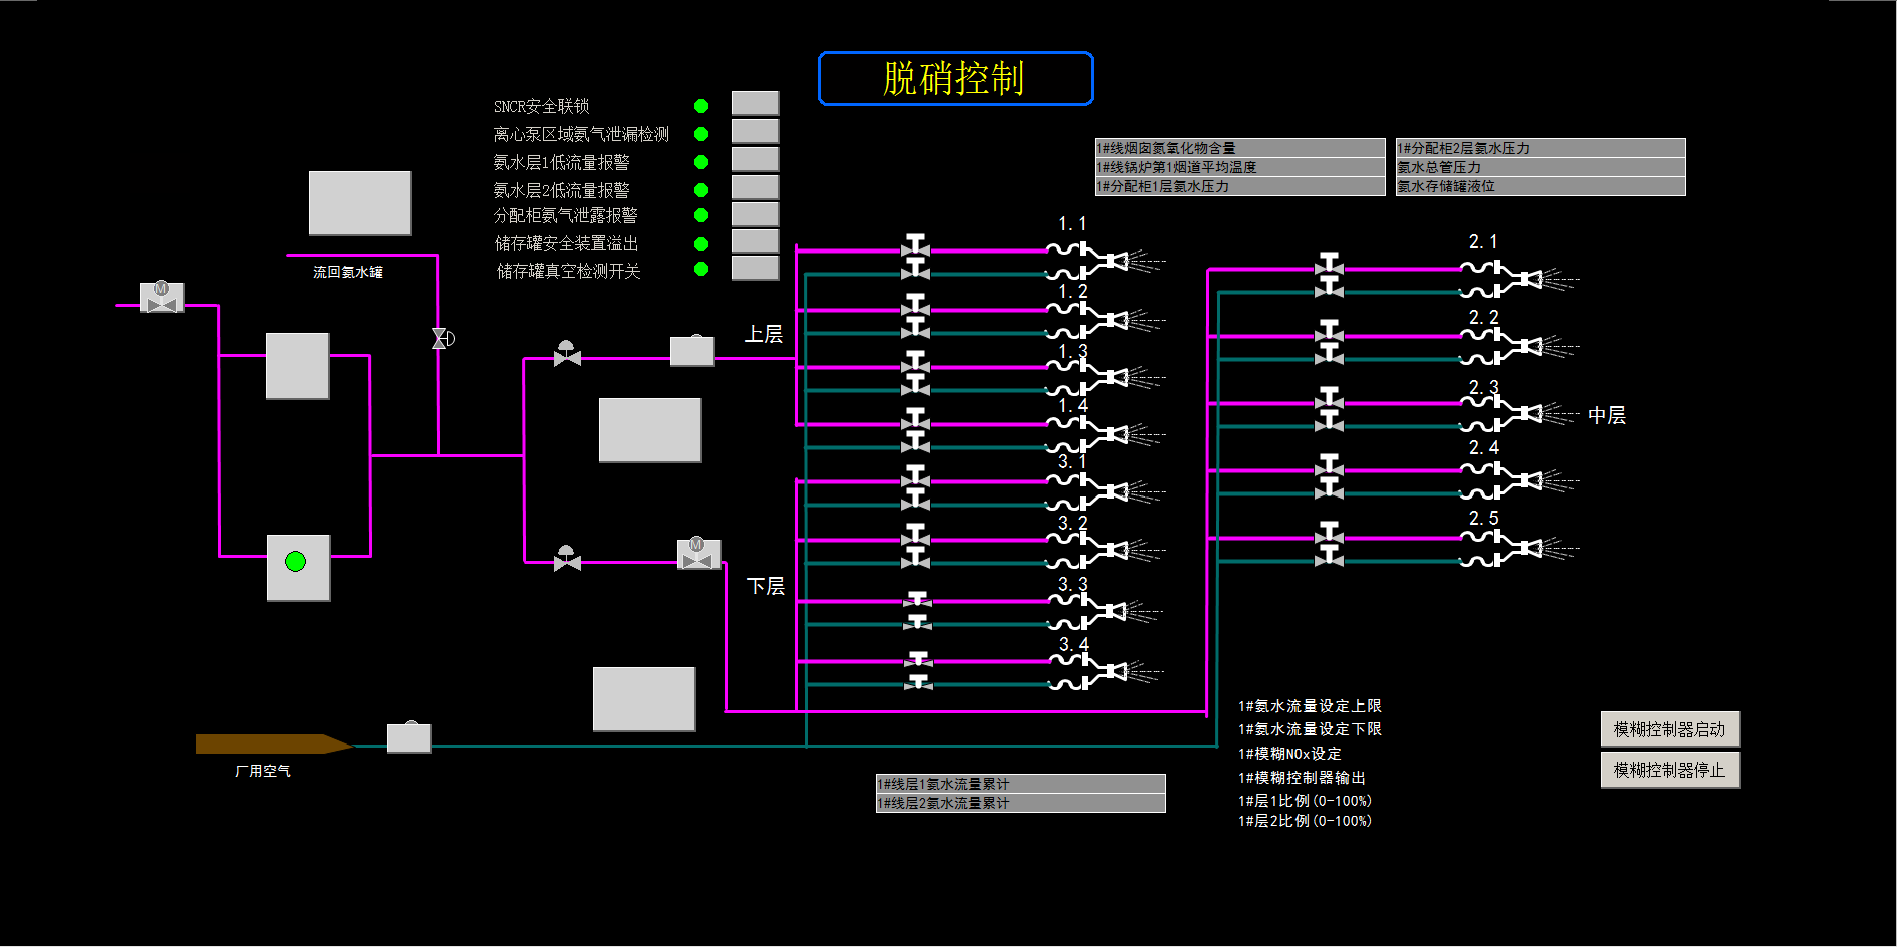 脱硝控制
SNCR安全联锁
离心泵区域氨气泄漏检测
氨水层1低流量报警
氨水层2低流量报警
分配柜氨气泄露报警
储存罐安全装置溢出
储存罐真空检测开关
1#线烟囱氮氧化物含量
1#线锅炉第1烟道平均温度
1#分配柜1层氨水压力
1#分配柜2层氨水压力
氨水总管压力
氨水存储罐液位
流回氨水罐
M
上层
1.1
1.2
1.3
1.4
3.1
3.2
3.3
3.4
2.1
2.2
2.3
2.4
2.5
中层
M
下层
厂用空气
1#线层1氨水流量累计
1#线层2氨水流量累计
1#氨水流量设定上限
1#氨水流量设定下限
1#模糊NOx设定
1#模糊控制器输出
1#层1比例(0-100%)
1#层2比例(0-100%)
模糊控制器启动
模糊控制器停止